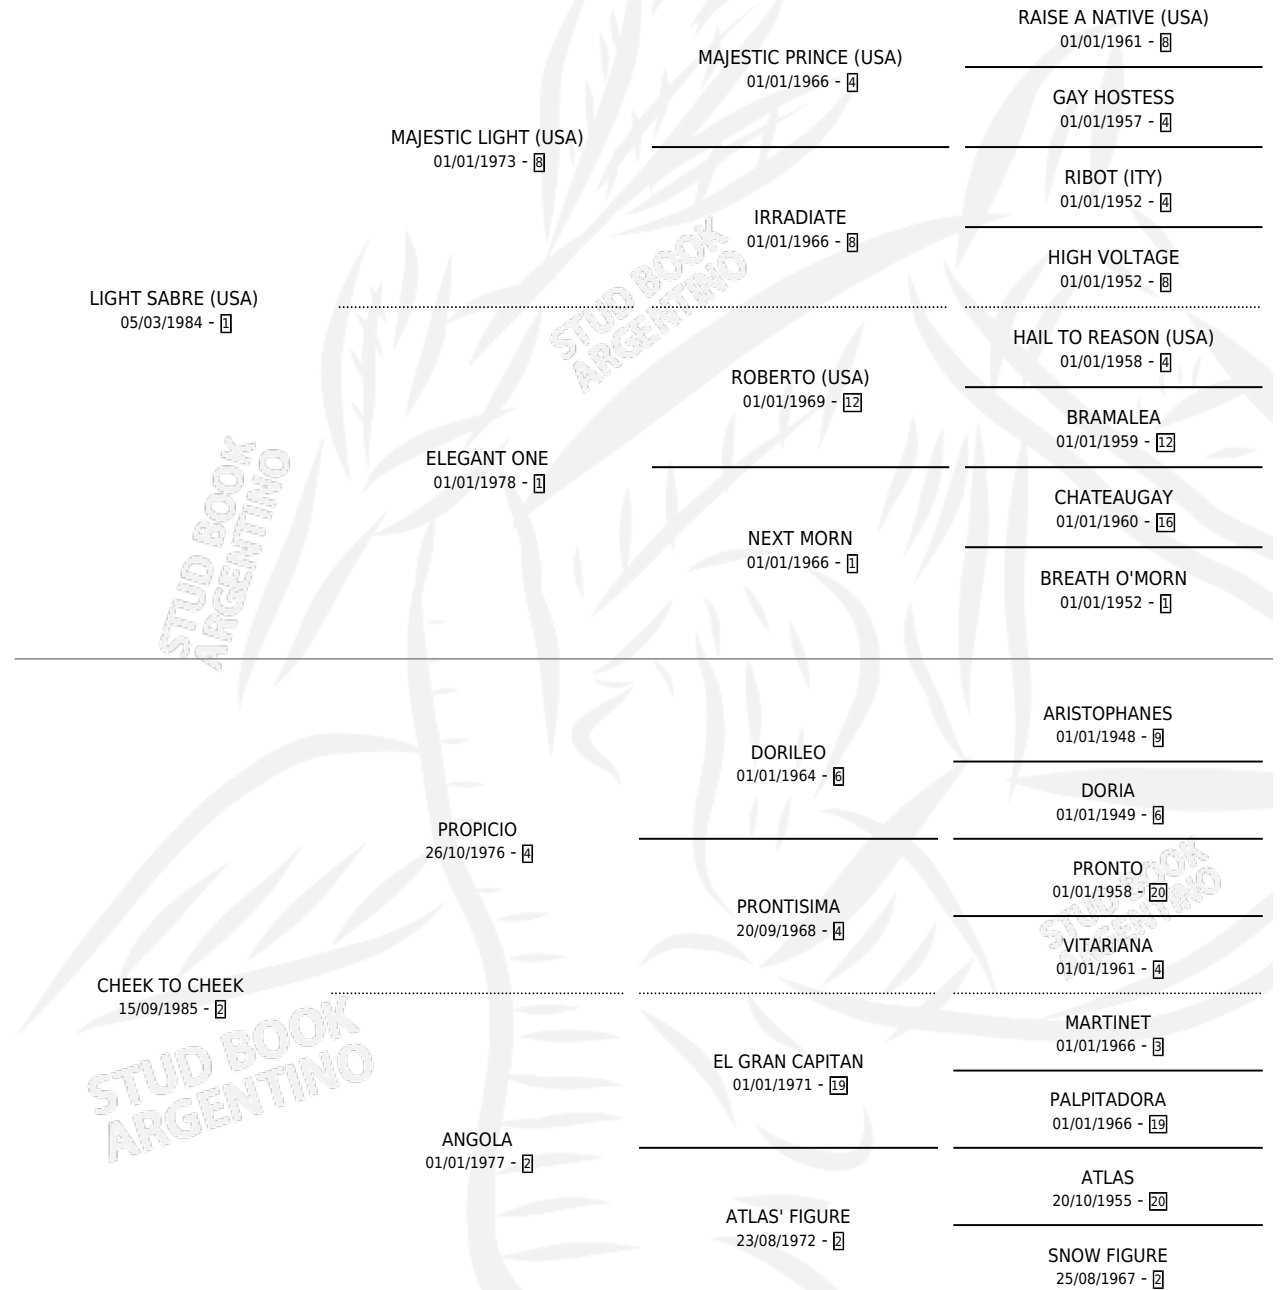 RAISE A NATIVE (USA)
01/01/1961 - 8
MAJESTIC PRINCE (USA)
01/01/1966 - 4
GAY HOSTESS
01/01/1957 - 4
MAJESTIC LIGHT (USA)
01/01/1973 - 8
RIBOT (ITY)
01/01/1952 - 4
IRRADIATE
01/01/1966 - 8
HIGH VOLTAGE
01/01/1952 - 8
LIGHT SABRE (USA)
05/03/1984 - 1
HAIL TO REASON (USA)
01/01/1958 - 4
ROBERTO (USA)
01/01/1969 - 12
BRAMALEA
01/01/1959 - 12
ELEGANT ONE
01/01/1978 - 1
CHATEAUGAY
01/01/1960 - 16
NEXT MORN
01/01/1966 - 1
BREATH O'MORN
01/01/1952 - 1
STUD BOOK
ARGENTINO
STUD BOOK
ARGENTINO
ARISTOPHANES
01/01/1948 - 9
DORILEO
01/01/1964 - 6
DORIA
01/01/1949 - 6
PROPICIO
26/10/1976 - 4
PRONTO
01/01/1958 - 20
PRONTISIMA
20/09/1968 - 4
VITARIANA
01/01/1961 - 4
CHEEK TO CHEEK
15/09/1985 - 2
MARTINET
01/01/1966 - 3
EL GRAN CAPITAN
01/01/1971 - 19
PALPITADORA
01/01/1966 - 19
ANGOLA
01/01/1977 - 2
ATLAS
20/10/1955 - 20
ATLAS' FIGURE
23/08/1972 - 2
SNOW FIGURE
25/08/1967 - 2
STUD BOOK
ARGENTINO
STUD BOOK
ARGENTINO